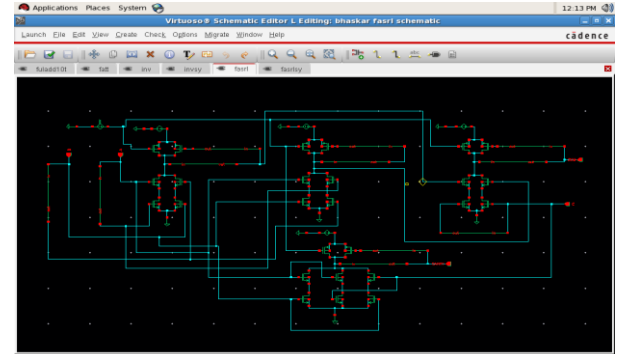 Applications Places System 12:13 PM
Virtuoso® Schematic Editor L Editing: bhaskar fasrl schematic
Launch File Edit View Create Check Options Migrate Window Help cādence
fulladd10t fa8 inv invsy fasrl fasrlsy